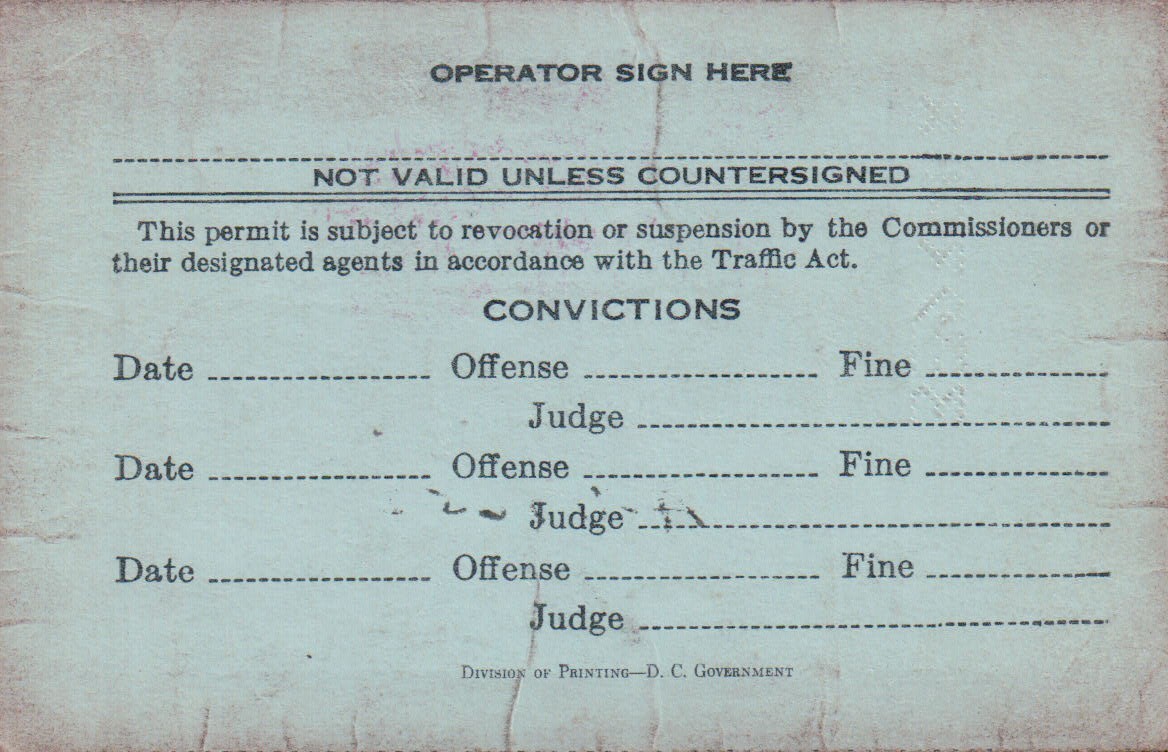 OPERATOR SIGN HERE
NOT VALID UNLESS COUNTERSIGNED
This permit is subject to revocation or suspension by the Commissioners or
their designated agents in accordance with the Traffic Act.
CONVICTIONS
Date Offense Fine
Judge
Date Offense Fine
Judge
Date Offense Fine
Judge
DIVISION OF PRINTING—D. C. GOVERNMENT